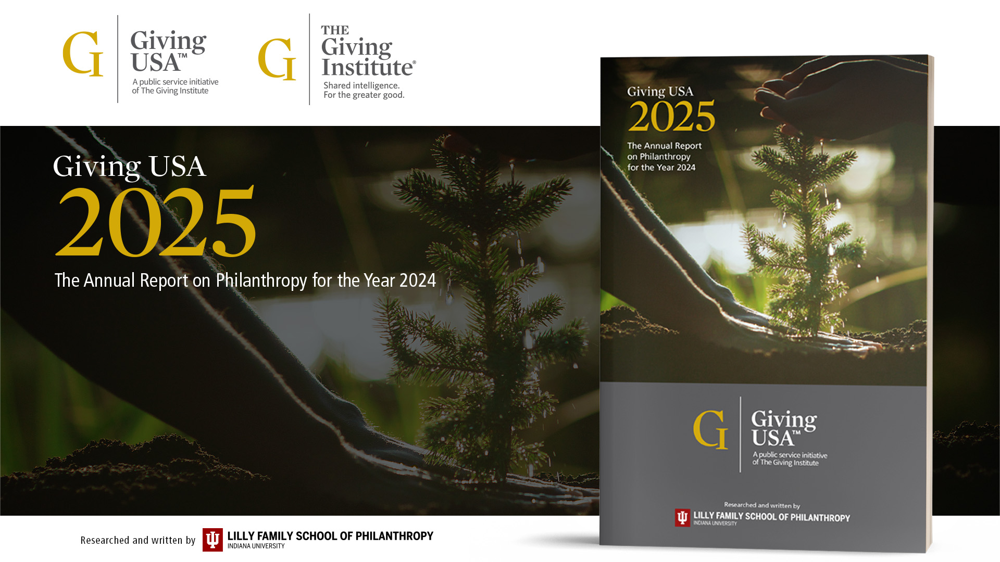 G
Giving
USA™
A public service initiative
of The Giving Institute
G
THE
Giving
Institute®
Shared intelligence.
For the greater good.
Giving USA
2025
The Annual Report on Philanthropy for the Year 2024
Researched and written by
LILLY FAMILY SCHOOL OF PHILANTHROPY
INDIANA UNIVERSITY
Giving USA
2025
The Annual Report
on Philanthropy
for the Year 2024
G
Giving
USA™
A public service initiative
of The Giving Institute
Researched and written by
LILLY FAMILY SCHOOL OF PHILANTHROPY
INDIANA UNIVERSITY